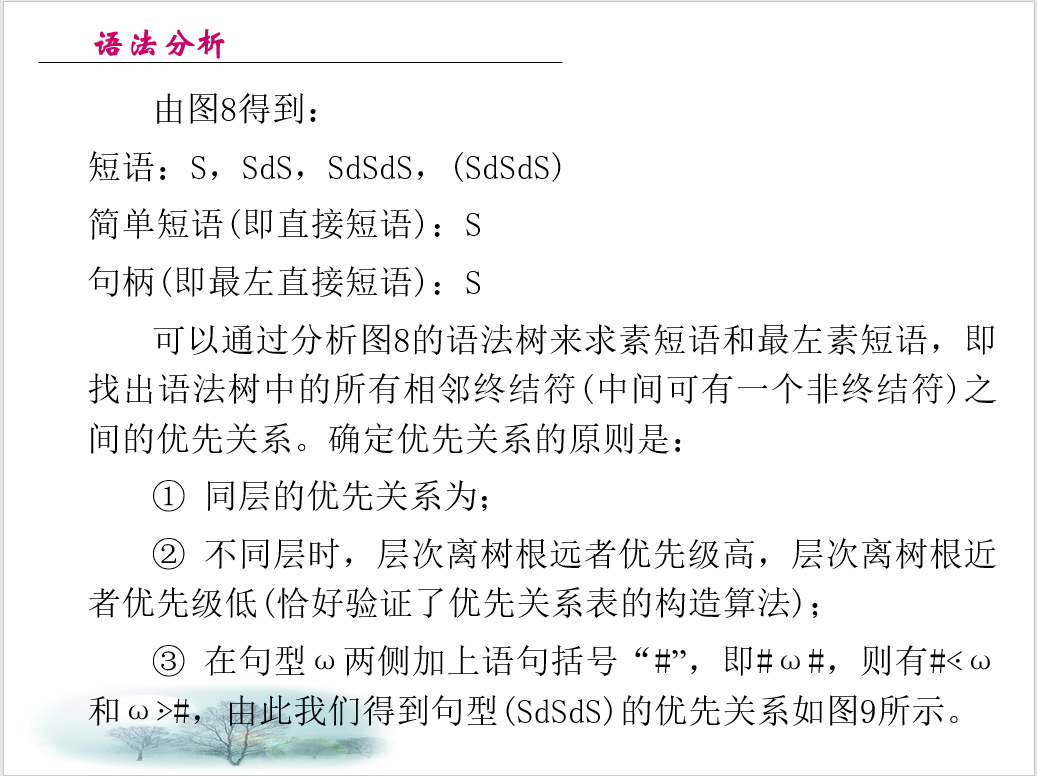 语法分析
由图8得到：
短语：S，SdS，SdSdS，(SdSdS)
简单短语(即直接短语)：S
句柄(即最左直接短语)：S
可以通过分析图8的语法树来求素短语和最左素短语，即
找出语法树中的所有相邻终结符(中间可有一个非终结符)之
间的优先关系。确定优先关系的原则是：
① 同层的优先关系为；
② 不同层时，层次离树根远者优先级高，层次离树根近
者优先级低(恰好验证了优先关系表的构造算法)；
③ 在句型ω两侧加上语句括号“#”，即#ω#，则有#⋖ω
和ω⋗#，由此我们得到句型(SdSdS)的优先关系如图9所示。